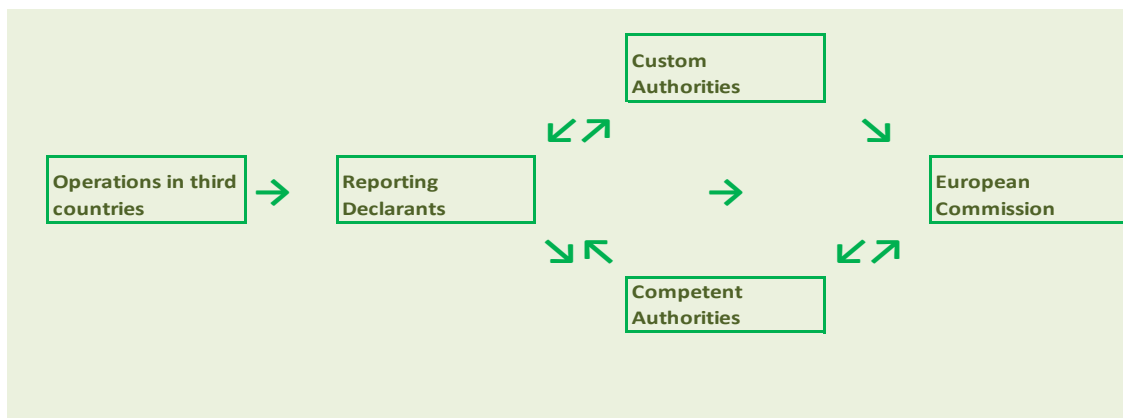 Custom
Authorities
Operations in third
countries
Reporting
Declarants
European
Commission
Competent
Authorities